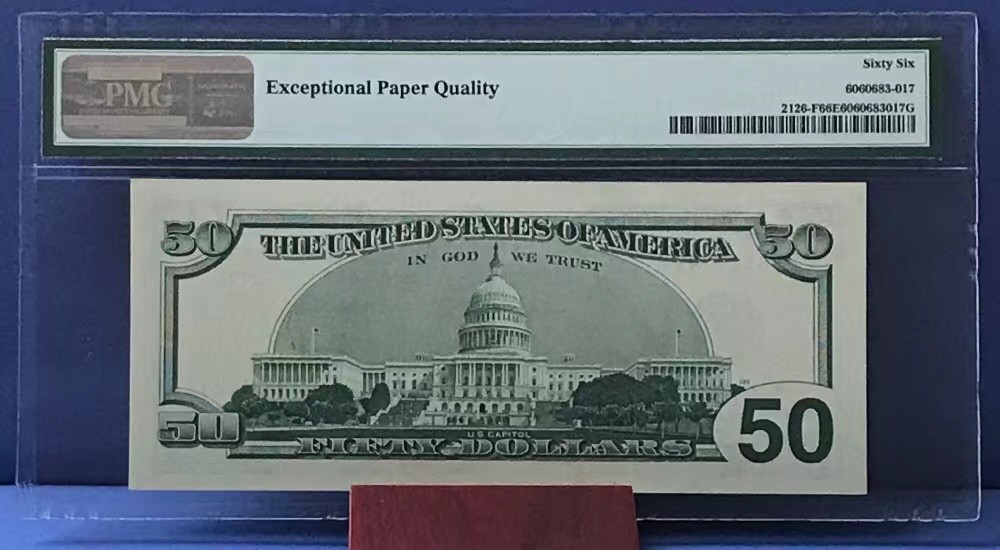 PMG
Exceptional Paper Quality
Sixty Six
6060683-017
2126-F66E6060683017G
50
50
THE UNITED STATES OF AMERICA
IN GOD WE TRUST
50
50
U S CAPITOL
FIFTY DOLLARS